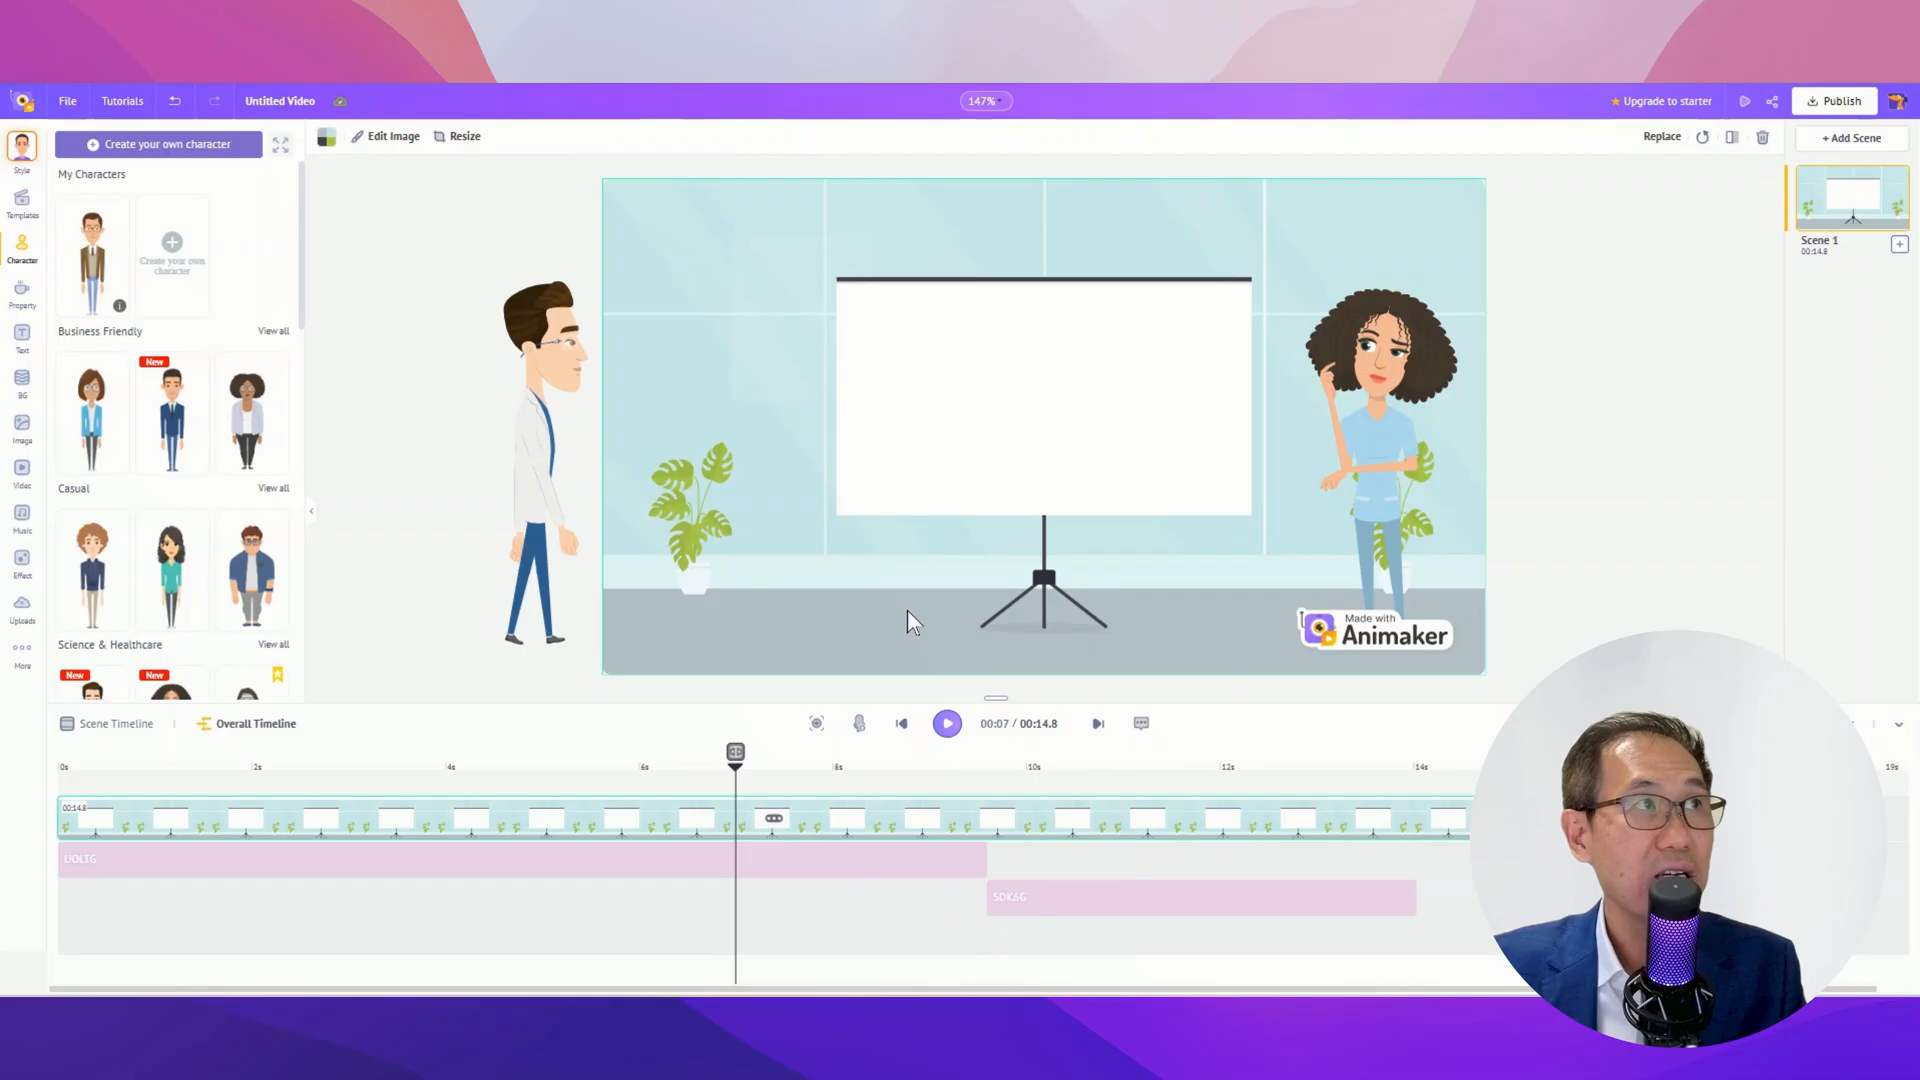 File
Tutorials
Untitled Video
147%
Upgrade to starter
Publish
Style
Templates
Character
Property
Text
BG
Image
Video
Music
Effect
Uploads
More
Create your own character
My Characters
Create your own
character
Business Friendly
View all
New
Casual
View all
Science & Healthcare
View all
New
New
Edit Image
Resize
Replace
+ Add Scene
Scene 1
00:14.8
Made with
Animaker
Scene Timeline
Overall Timeline
00:07 / 00:14.8
0s
2s
4s
6s
8s
10s
12s
14s
19s
00:14.8
UOLTG
5DK6G